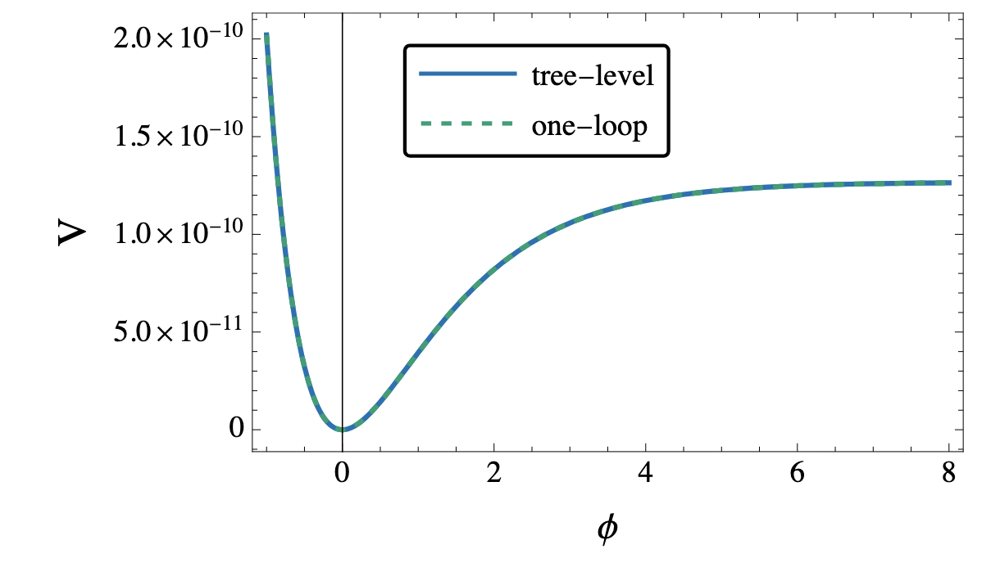 2.0×10⁻¹⁰
1.5×10⁻¹⁰
1.0×10⁻¹⁰
5.0×10⁻¹¹
0
V
tree–level
one–loop
0 2 4 6 8
ϕ